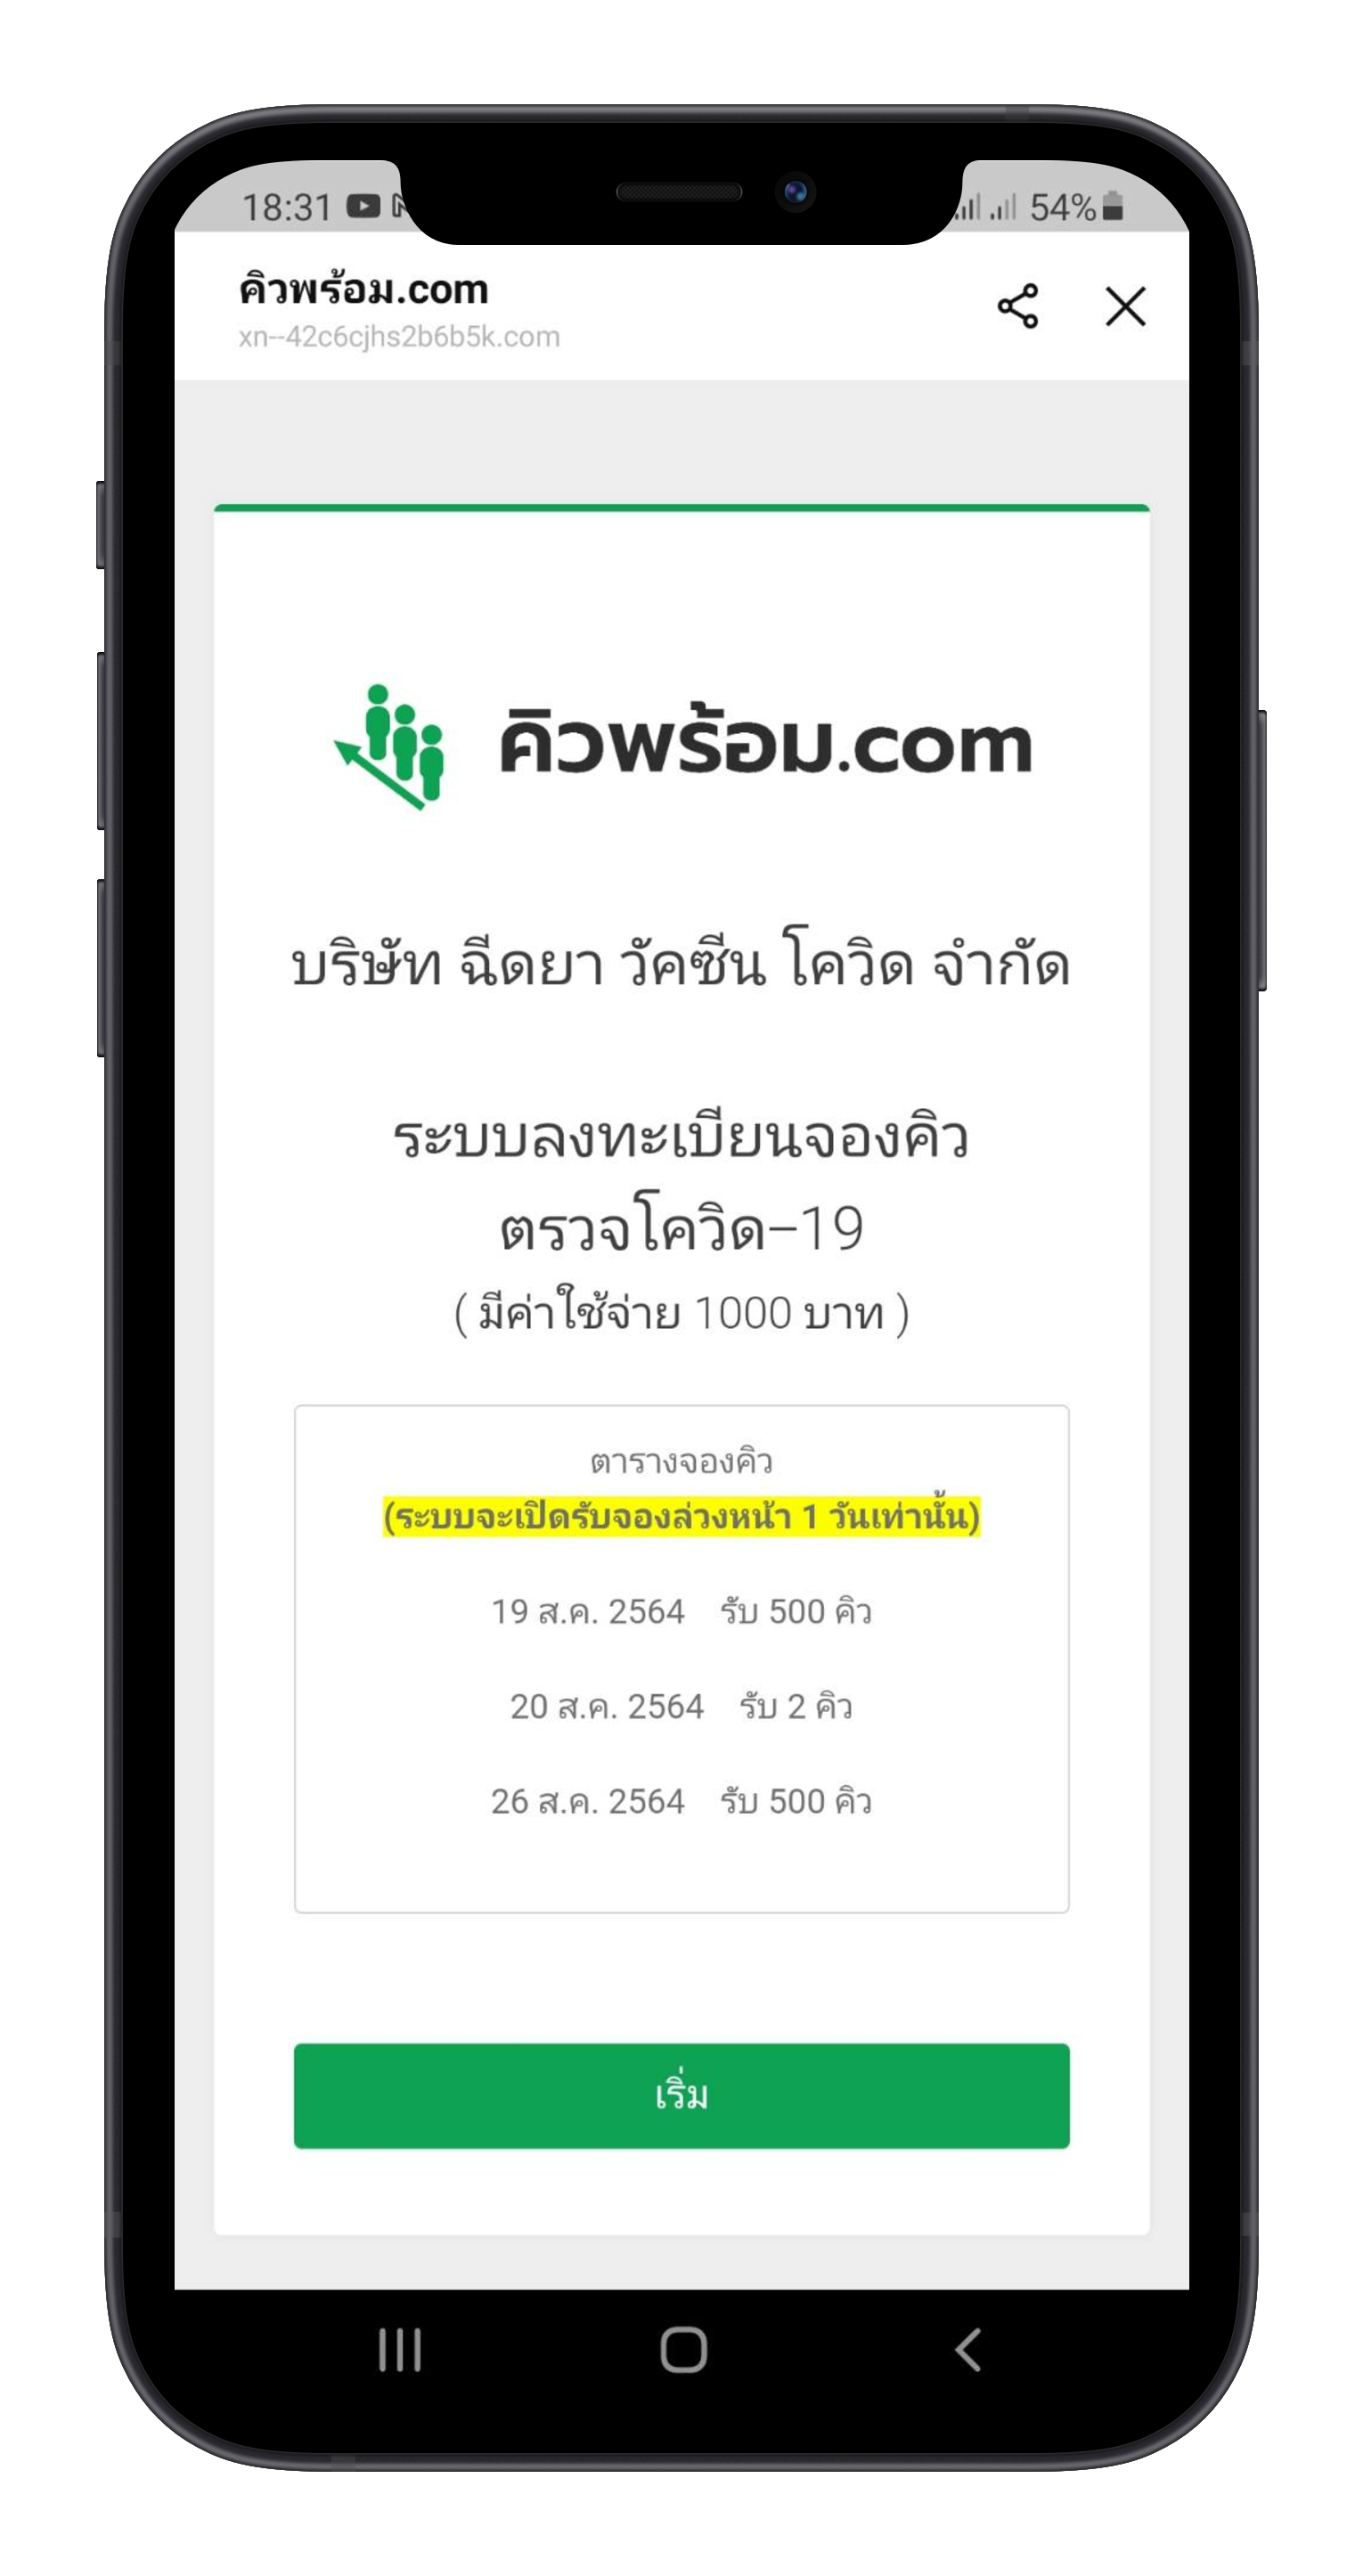 18:31
54%
คิวพร้อม.com
xn--42c6cjhs2b6b5k.com
คิวพร้อม.com
บริษัท ฉีดยา วัคซีน โควิด จำกัด
ระบบลงทะเบียนจองคิว
ตรวจโควิด–19
( มีค่าใช้จ่าย 1000 บาท )
ตารางจองคิว
(ระบบจะเปิดรับจองล่วงหน้า 1 วันเท่านั้น)
19 ส.ค. 2564 รับ 500 คิว
20 ส.ค. 2564 รับ 2 คิว
26 ส.ค. 2564 รับ 500 คิว
เริ่ม